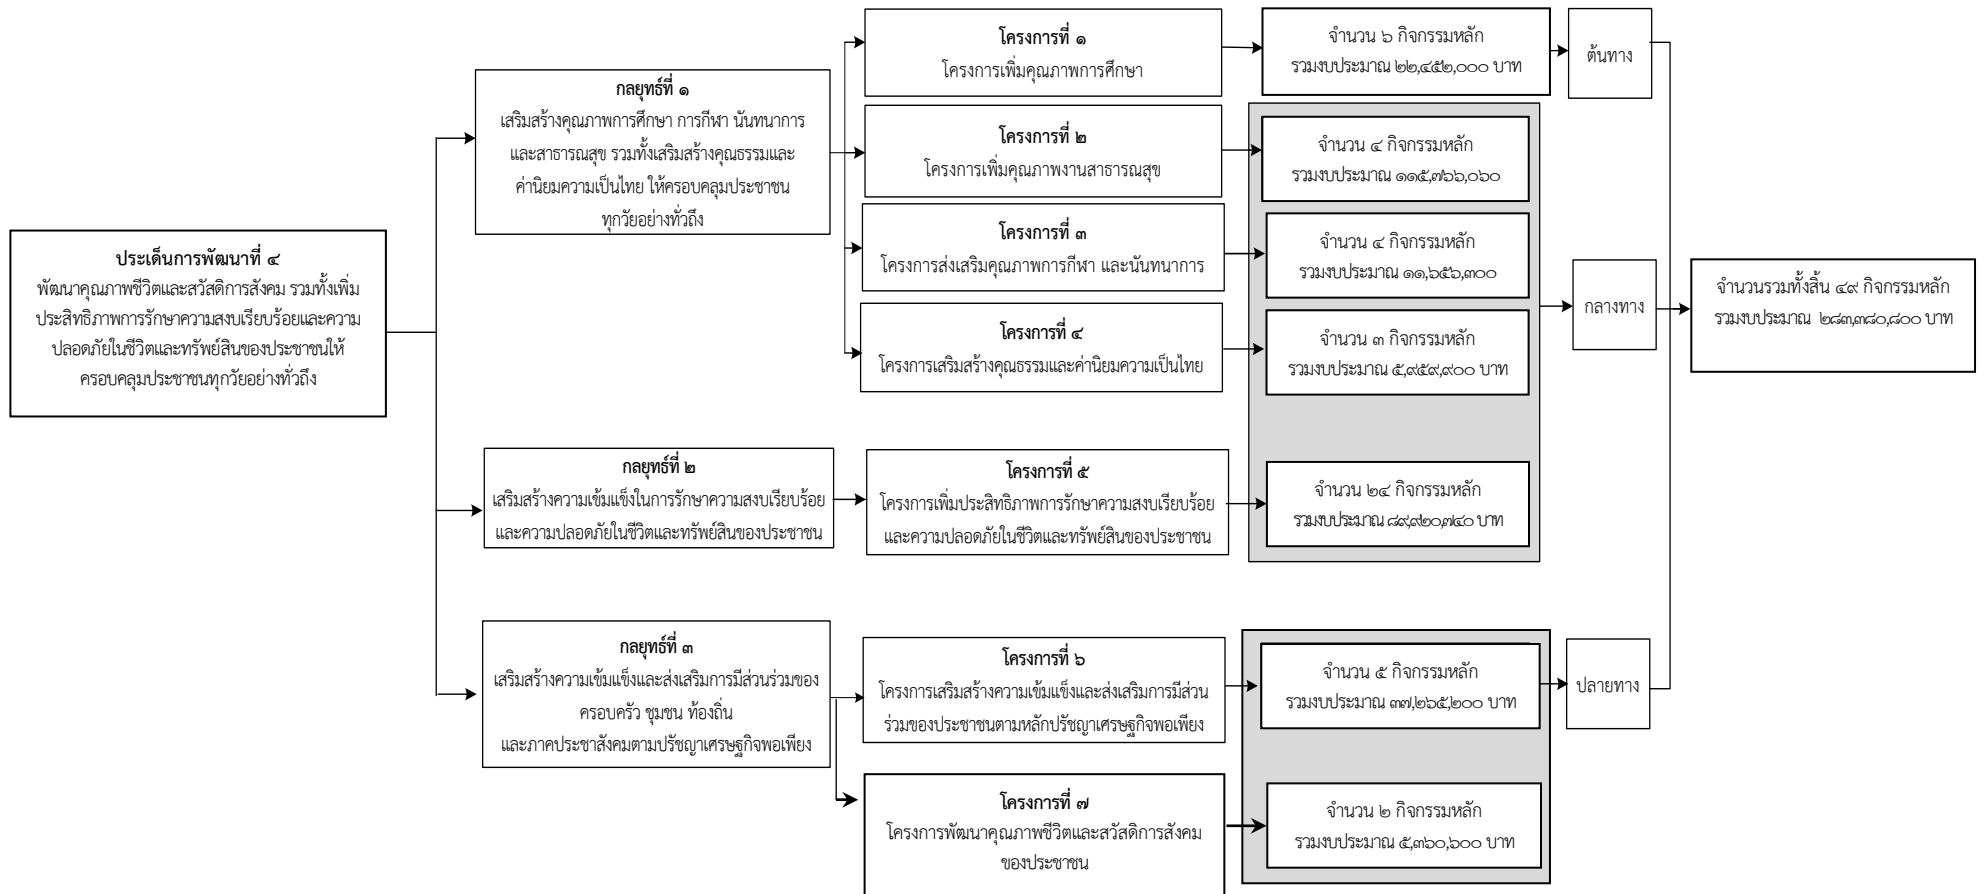 ประเด็นการพัฒนาที่ ๔
พัฒนาคุณภาพชีวิตและสวัสดิการสังคม รวมทั้งเพิ่ม
ประสิทธิภาพการรักษาความสงบเรียบร้อยและความ
ปลอดภัยในชีวิตและทรัพย์สินของประชาชนให้
ครอบคลุมประชาชนทุกวัยอย่างทั่วถึง
กลยุทธ์ที่ ๑
เสริมสร้างคุณภาพการศึกษา การกีฬา นันทนาการ
และสาธารณสุข รวมทั้งเสริมสร้างคุณธรรมและ
ค่านิยมความเป็นไทย ให้ครอบคลุมประชาชน
ทุกวัยอย่างทั่วถึง
โครงการที่ ๑
โครงการเพิ่มคุณภาพการศึกษา
จำนวน ๖ กิจกรรมหลัก
รวมงบประมาณ ๒๒,๔๕๒,๐๐๐ บาท
ต้นทาง
โครงการที่ ๒
โครงการเพิ่มคุณภาพงานสาธารณสุข
จำนวน ๔ กิจกรรมหลัก
รวมงบประมาณ ๑๑๕,๗๖๖,๐๖๐
โครงการที่ ๓
โครงการส่งเสริมคุณภาพการกีฬา และนันทนาการ
จำนวน ๔ กิจกรรมหลัก
รวมงบประมาณ ๑๑,๖๕๖,๓๐๐
โครงการที่ ๔
โครงการเสริมสร้างคุณธรรมและค่านิยมความเป็นไทย
จำนวน ๓ กิจกรรมหลัก
รวมงบประมาณ ๕,๙๕๙,๙๐๐ บาท
กลางทาง
จำนวนรวมทั้งสิ้น ๔๙ กิจกรรมหลัก
รวมงบประมาณ ๒๘๓,๓๘๐,๘๐๐ บาท
กลยุทธ์ที่ ๒
เสริมสร้างความเข้มแข็งในการรักษาความสงบเรียบร้อย
และความปลอดภัยในชีวิตและทรัพย์สินของประชาชน
โครงการที่ ๕
โครงการเพิ่มประสิทธิภาพการรักษาความสงบเรียบร้อย
และความปลอดภัยในชีวิตและทรัพย์สินของประชาชน
จำนวน ๒๔ กิจกรรมหลัก
รวมงบประมาณ ๘๙,๙๒๐,๗๔๐ บาท
กลยุทธ์ที่ ๓
เสริมสร้างความเข้มแข็งและส่งเสริมการมีส่วนร่วมของ
ครอบครัว ชุมชน ท้องถิ่น
และภาคประชาสังคมตามปรัชญาเศรษฐกิจพอเพียง
โครงการที่ ๖
โครงการเสริมสร้างความเข้มแข็งและส่งเสริมการมีส่วน
ร่วมของประชาชนตามหลักปรัชญาเศรษฐกิจพอเพียง
จำนวน ๕ กิจกรรมหลัก
รวมงบประมาณ ๓๗,๒๖๕,๒๐๐ บาท
ปลายทาง
โครงการที่ ๗
โครงการพัฒนาคุณภาพชีวิตและสวัสดิการสังคม
ของประชาชน
จำนวน ๒ กิจกรรมหลัก
รวมงบประมาณ ๕,๓๖๐,๖๐๐ บาท